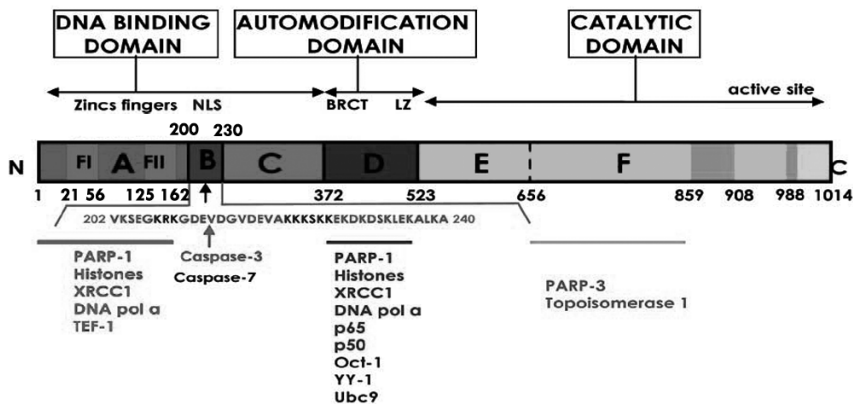 DNA BINDING DOMAIN
AUTOMODIFICATION DOMAIN
CATALYTIC DOMAIN
Zincs fingers NLS
BRCT LZ
active site
200 230
N FI A FII B C D E F C
1 21 56 125 162 372 523 656 859 908 988 1014
202 VKSEGKRKGDEVDGVDEVAKKKSKKEKDKDSKLEKALKA 240
PARP-1
Histones
XRCC1
DNA pol a
TEF-1
Caspase-3
Caspase-7
PARP-1
Histones
XRCC1
DNA pol a
p65
p50
Oct-1
YY-1
Ubc9
PARP-3
Topoisomerase 1